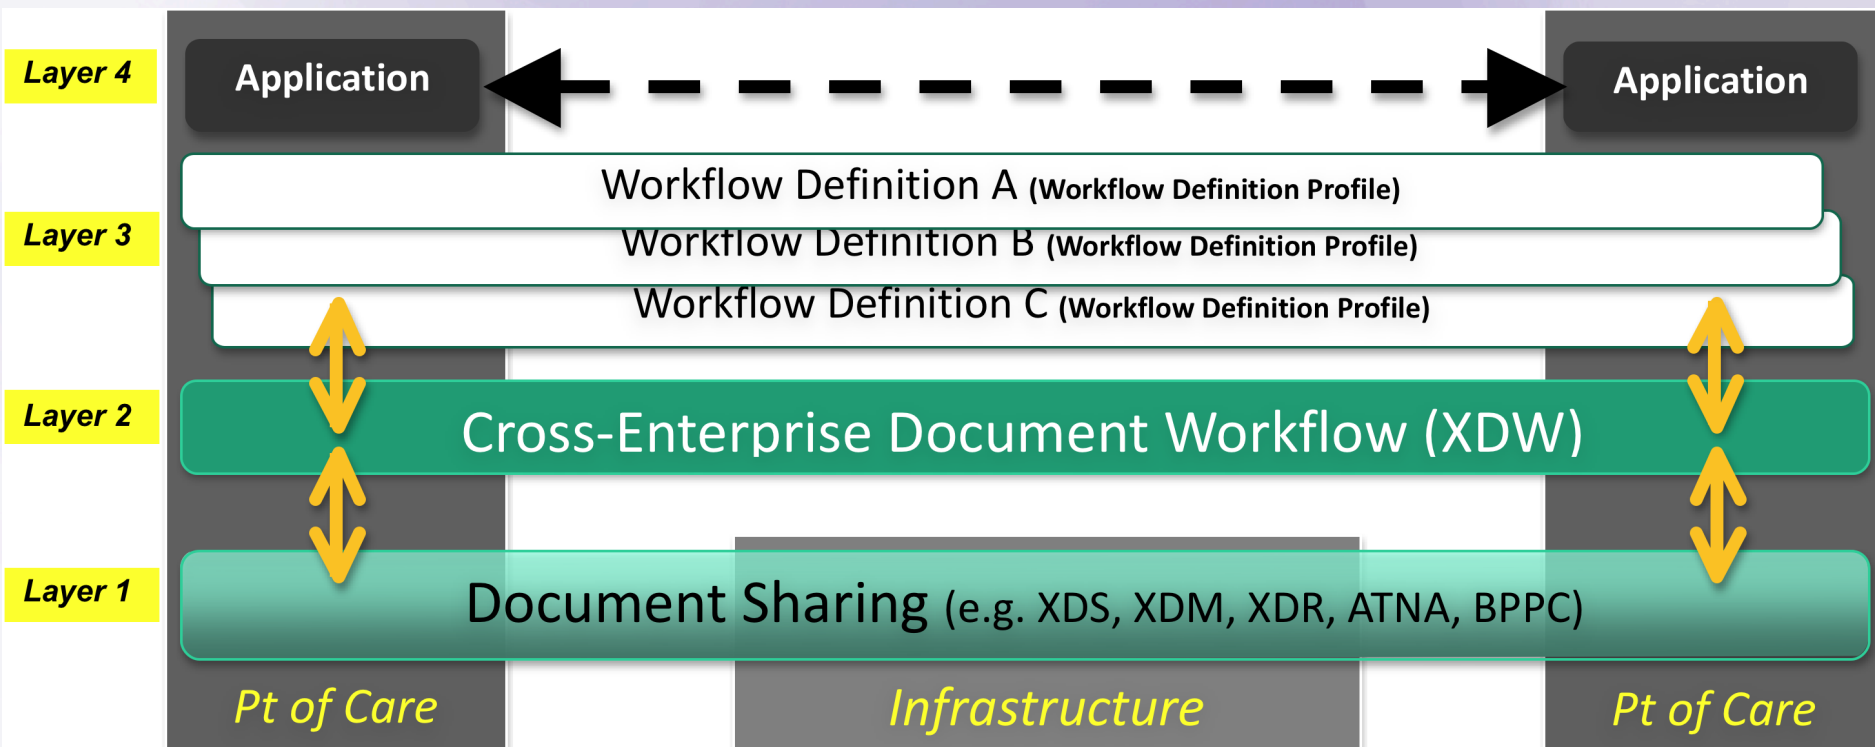 Layer 4
Application
Application
Workflow Definition A (Workflow Definition Profile)
Layer 3
Workflow Definition B (Workflow Definition Profile)
Workflow Definition C (Workflow Definition Profile)
Layer 2
Cross-Enterprise Document Workflow (XDW)
Layer 1
Document Sharing (e.g. XDS, XDM, XDR, ATNA, BPPC)
Pt of Care
Infrastructure
Pt of Care